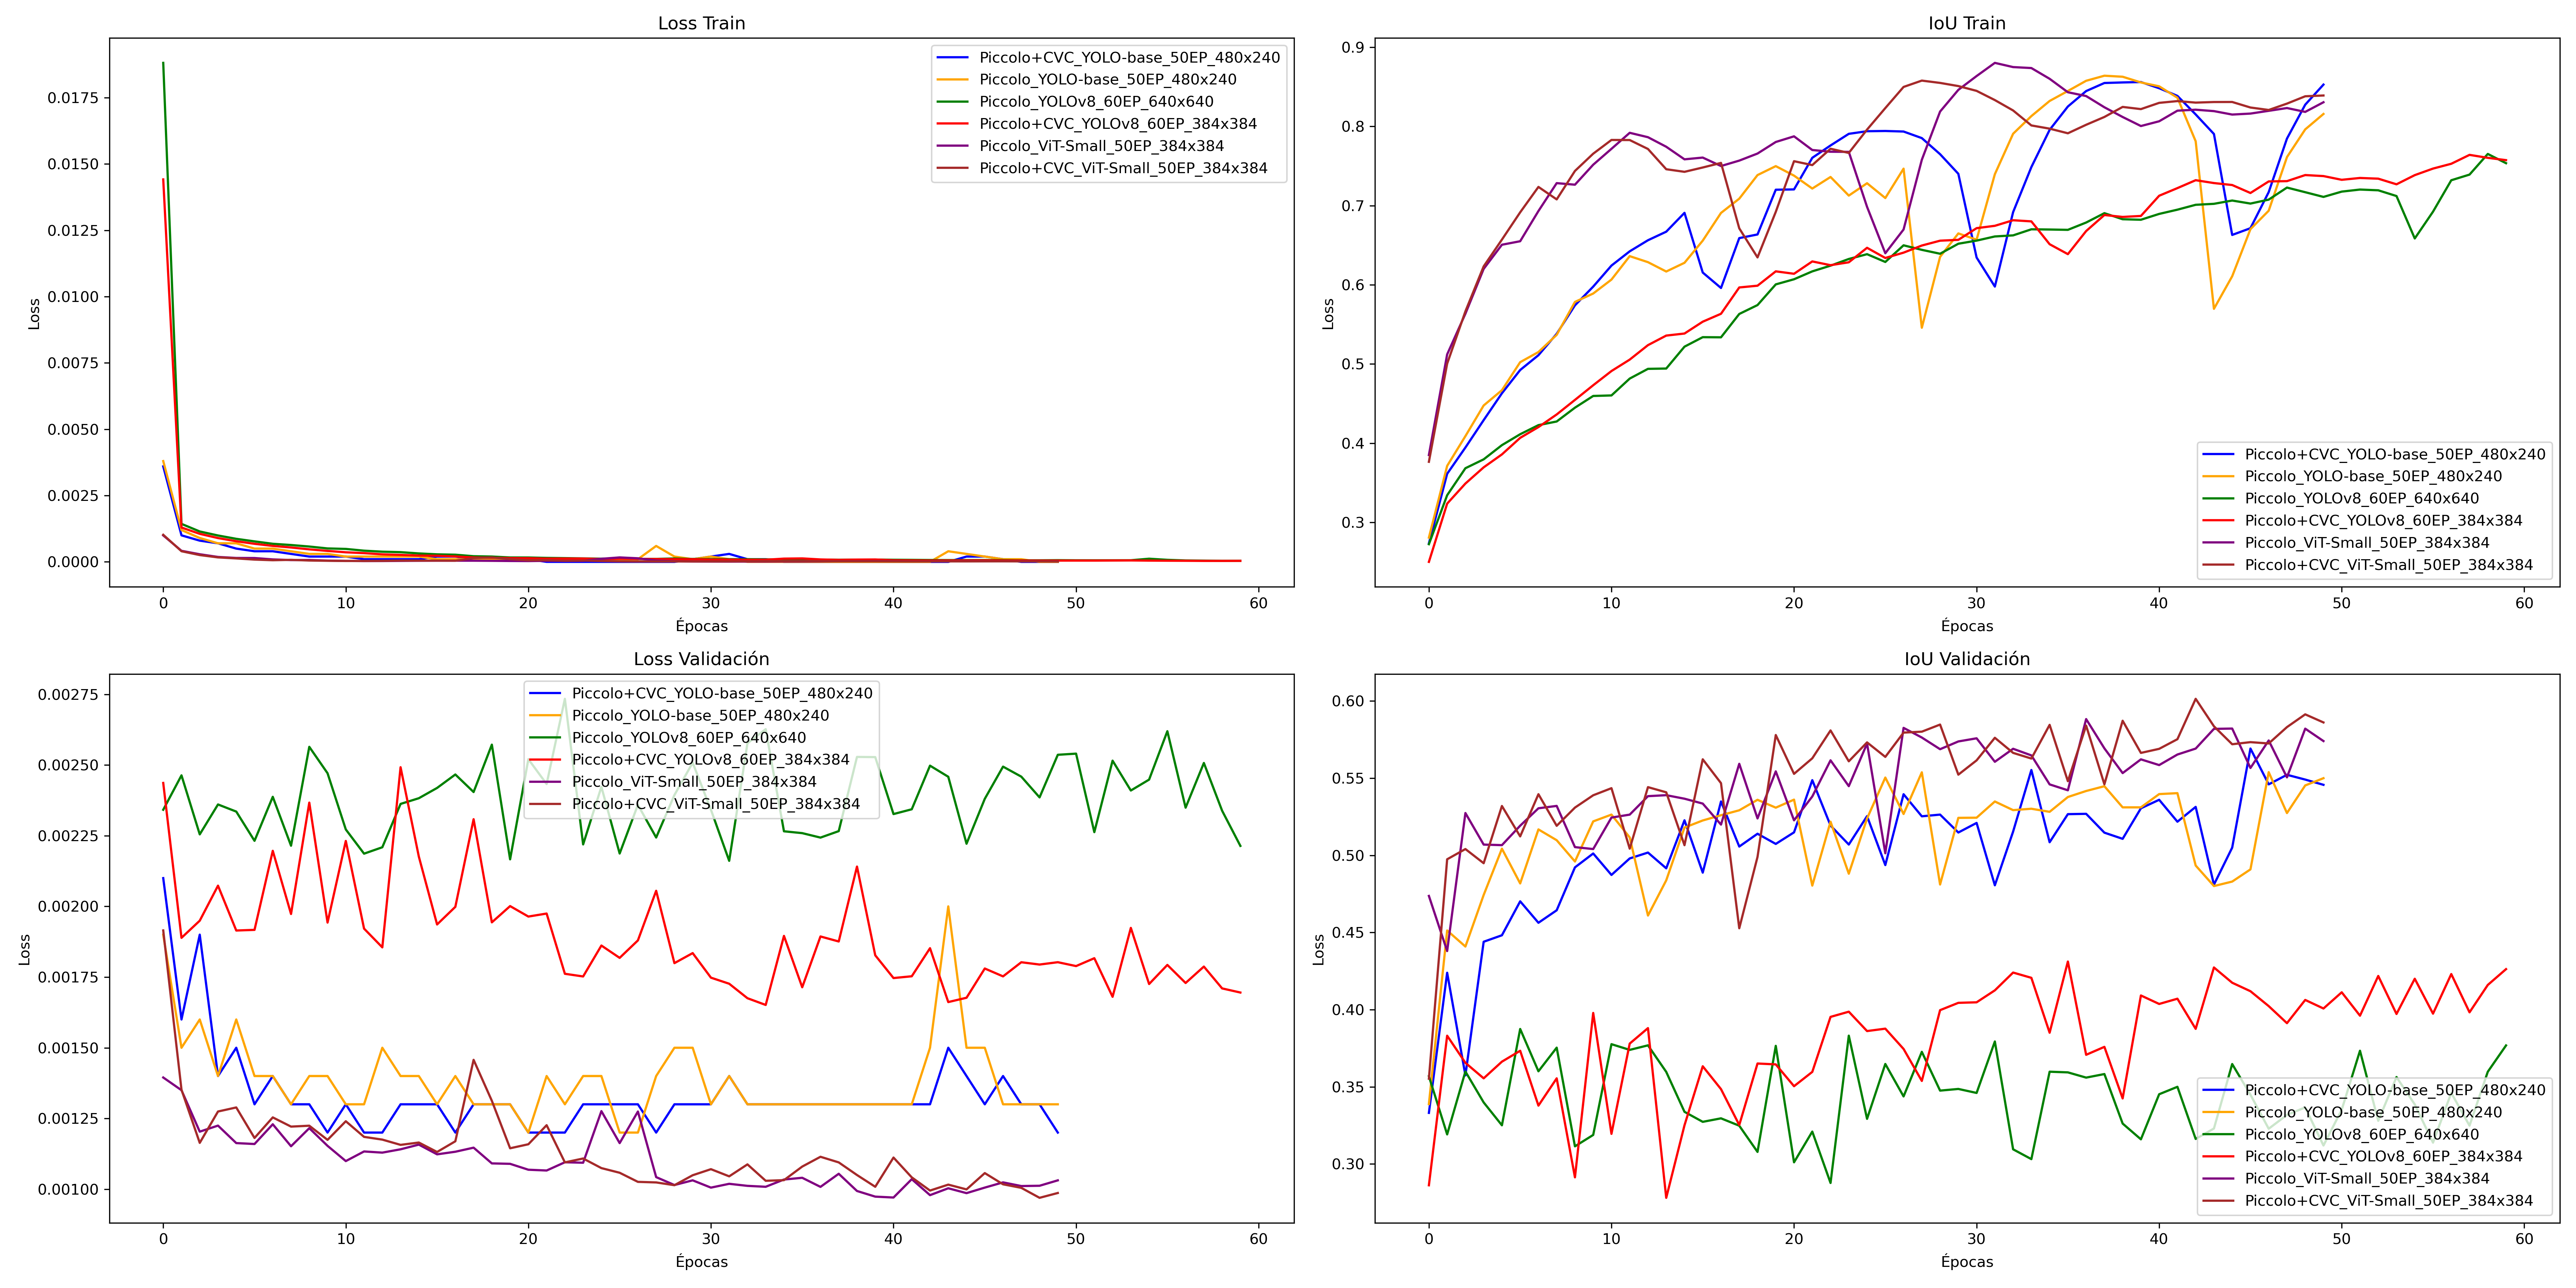 Loss Train
Loss
0.0175
0.0150
0.0125
0.0100
0.0075
0.0050
0.0025
0.0000
Piccolo+CVC_YOLO-base_50EP_480x240
Piccolo_YOLO-base_50EP_480x240
Piccolo_YOLOv8_60EP_640x640
Piccolo+CVC_YOLOv8_60EP_384x384
Piccolo_ViT-Small_50EP_384x384
Piccolo+CVC_ViT-Small_50EP_384x384
0 10 20 30 40 50 60
Épocas
IoU Train
Loss
0.9
0.8
0.7
0.6
0.5
0.4
0.3
Piccolo+CVC_YOLO-base_50EP_480x240
Piccolo_YOLO-base_50EP_480x240
Piccolo_YOLOv8_60EP_640x640
Piccolo+CVC_YOLOv8_60EP_384x384
Piccolo_ViT-Small_50EP_384x384
Piccolo+CVC_ViT-Small_50EP_384x384
0 10 20 30 40 50 60
Épocas
Loss Validación
Loss
0.00275
0.00250
0.00225
0.00200
0.00175
0.00150
0.00125
0.00100
Piccolo+CVC_YOLO-base_50EP_480x240
Piccolo_YOLO-base_50EP_480x240
Piccolo_YOLOv8_60EP_640x640
Piccolo+CVC_YOLOv8_60EP_384x384
Piccolo_ViT-Small_50EP_384x384
Piccolo+CVC_ViT-Small_50EP_384x384
0 10 20 30 40 50 60
Épocas
IoU Validación
Loss
0.60
0.55
0.50
0.45
0.40
0.35
0.30
Piccolo+CVC_YOLO-base_50EP_480x240
Piccolo_YOLO-base_50EP_480x240
Piccolo_YOLOv8_60EP_640x640
Piccolo+CVC_YOLOv8_60EP_384x384
Piccolo_ViT-Small_50EP_384x384
Piccolo+CVC_ViT-Small_50EP_384x384
0 10 20 30 40 50 60
Épocas